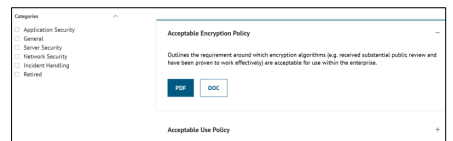 Categories
Application Security
General
Server Security
Network Security
Incident Handling
Retired
Acceptable Encryption Policy
Outlines the requirement around which encryption algorithms (e.g. received substantial public review and
have been proven to work effectively) are acceptable for use within the enterprise.
PDF DOC
Acceptable Use Policy